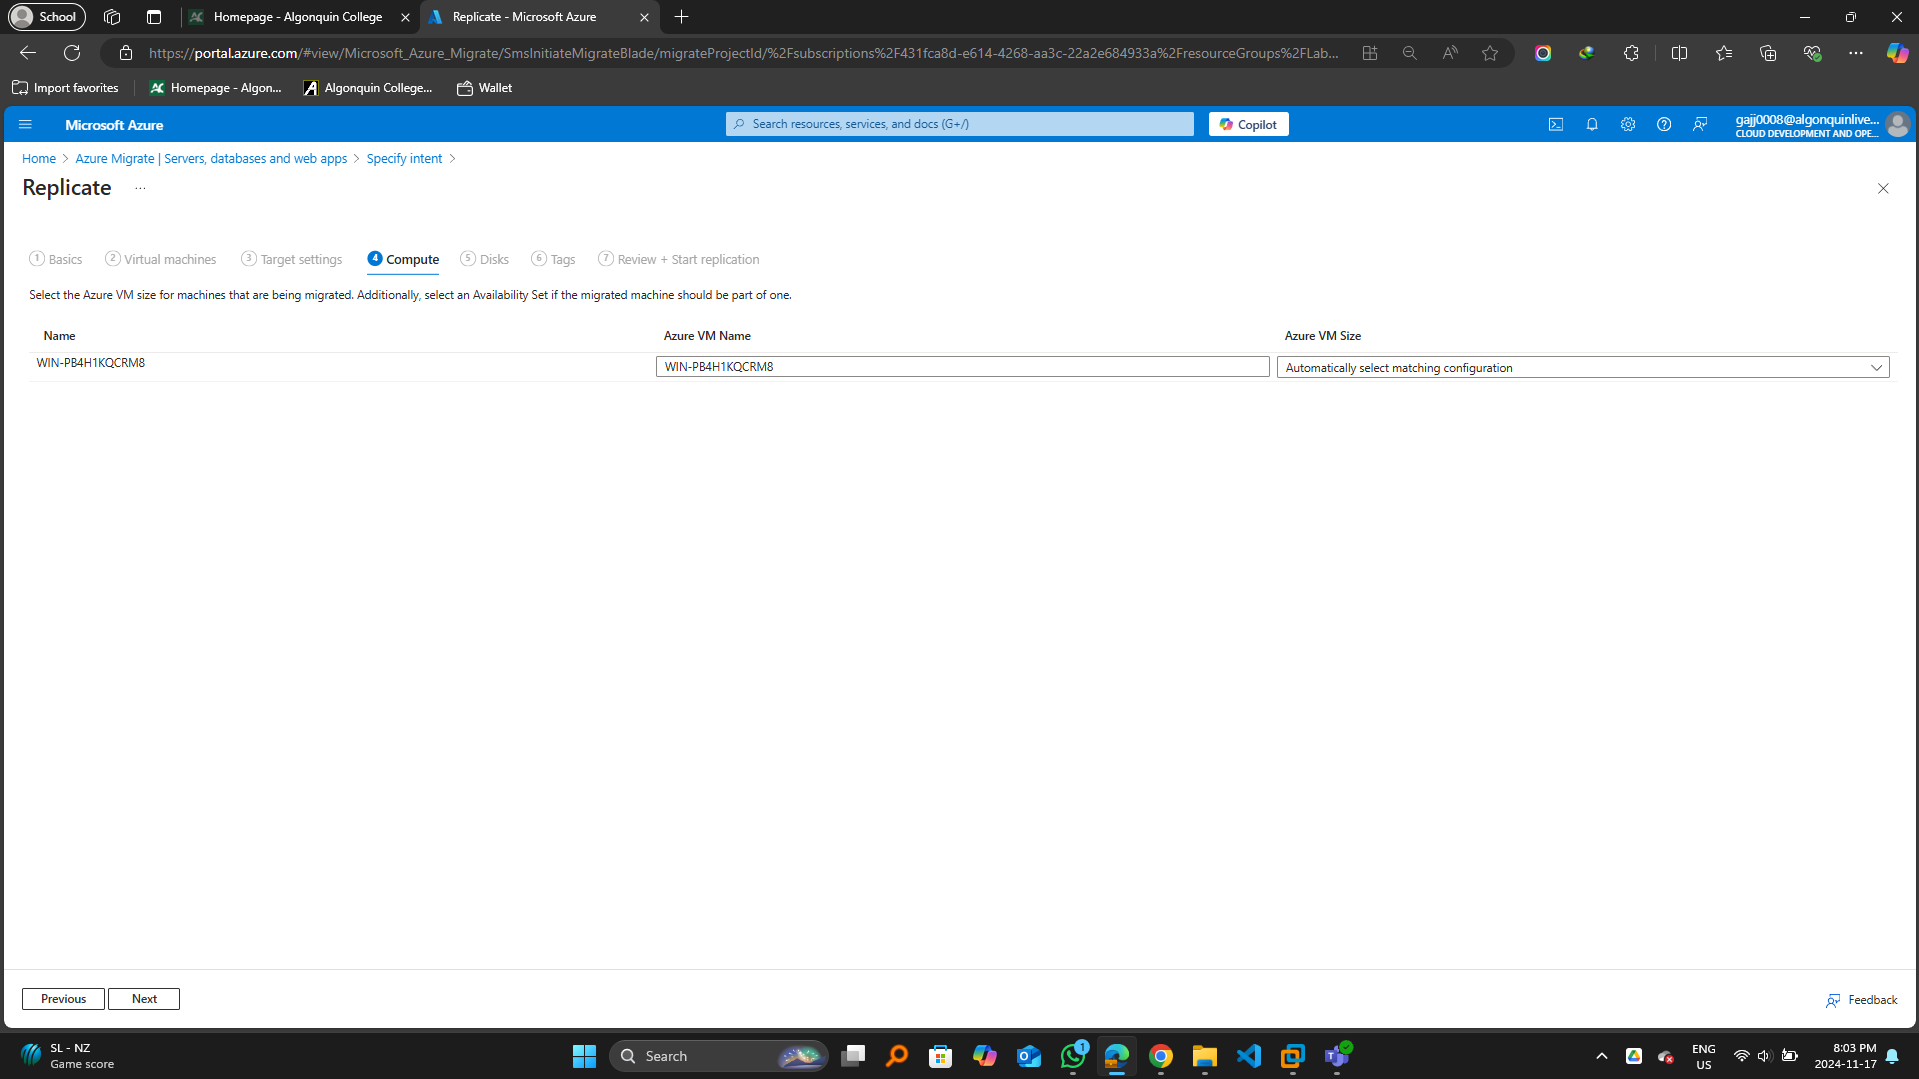 School
Homepage - Algonquin College
Replicate - Microsoft Azure
https://portal.azure.com/#view/Microsoft_Azure_Migrate/SmsInitiateMigrateBlade/migrateProjectId/%2Fsubscriptions%2F431fca8d-e614-4268-aa3c-22a2e684933a%2FresourceGroups%2FLab...
Import favorites
Homepage - Algon...
Algonquin College...
Wallet
Microsoft Azure
Search resources, services, and docs (G+/)
Copilot
gajj0008@algonquinlive...
CLOUD DEVELOPMENT AND OPE...
Home > Azure Migrate | Servers, databases and web apps > Specify intent >
Replicate ...
1 Basics
2 Virtual machines
3 Target settings
4 Compute
5 Disks
6 Tags
7 Review + Start replication
Select the Azure VM size for machines that are being migrated. Additionally, select an Availability Set if the migrated machine should be part of one.
Name
Azure VM Name
Azure VM Size
WIN-PB4H1KQCRM8
WIN-PB4H1KQCRM8
Automatically select matching configuration
Previous
Next
Feedback
SL - NZ
Game score
Search
1
ENG
US
8:03 PM
2024-11-17